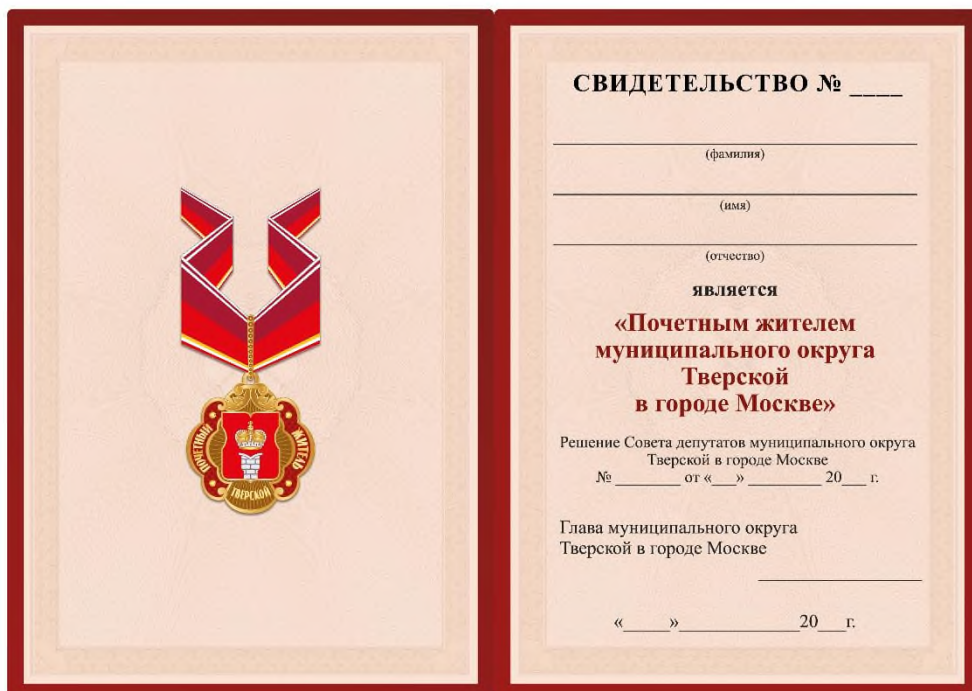 ПОЧЕТНЫЙ ЖИТЕЛЬ
ТВЕРСКОЙ
СВИДЕТЕЛЬСТВО № ____
(фамилия)
(имя)
(отчество)
является
«Почетным жителем
муниципального округа
Тверской
в городе Москве»
Решение Совета депутатов муниципального округа
Тверской в городе Москве
№ _________ от «___» _________ 20___ г.
Глава муниципального округа
Тверской в городе Москве
«_____»_____________20___г.